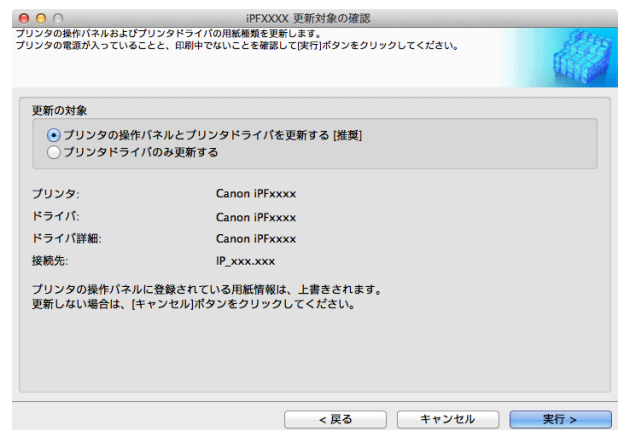 iPFXXXX 更新対象の確認
プリンタの操作パネルおよびプリンタドライバの用紙種類を更新します。
プリンタの電源が入っていることと、印刷中でないことを確認して[実行]ボタンをクリックしてください。
更新の対象
プリンタの操作パネルとプリンタドライバを更新する [推奨]
プリンタドライバのみ更新する
プリンタ: Canon iPFxxxx
ドライバ: Canon iPFxxxx
ドライバ詳細: Canon iPFxxxx
接続先: IP_xxx.xxx
プリンタの操作パネルに登録されている用紙情報は、上書きされます。
更新しない場合は、[キャンセル]ボタンをクリックしてください。
< 戻る キャンセル 実行 >